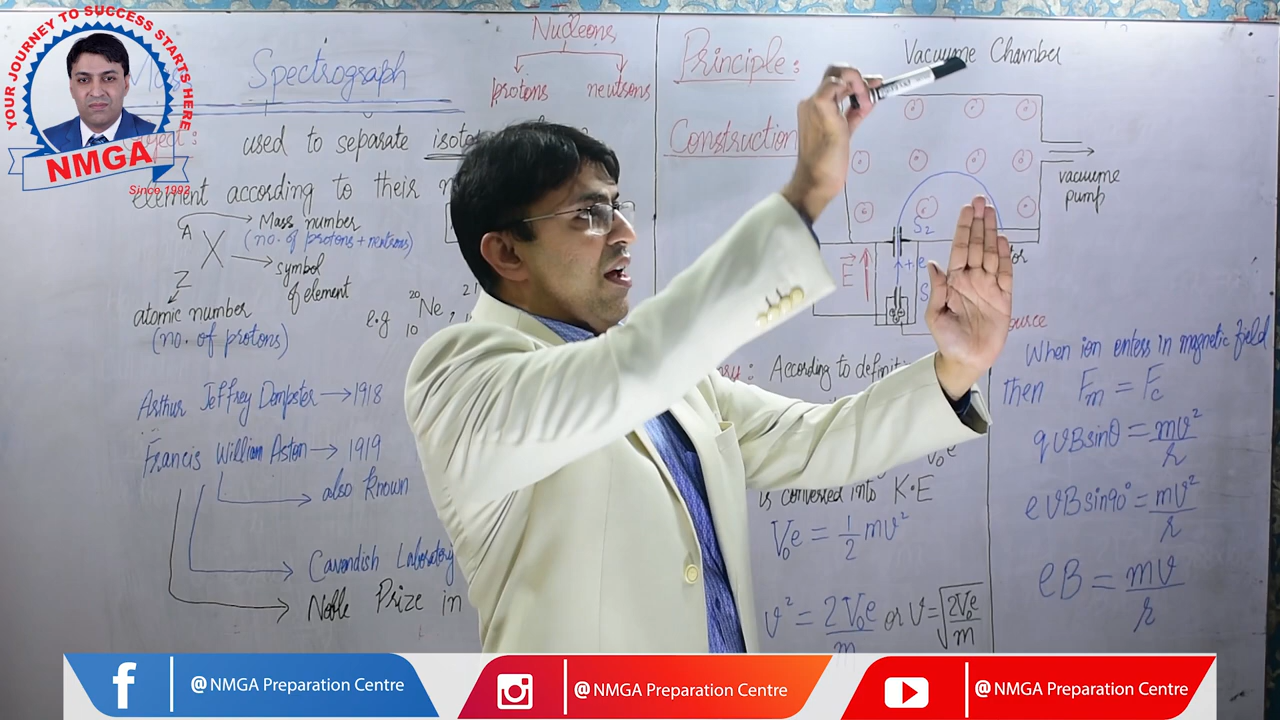 YOUR JOURNEY TO SUCCESS STARTS HERE
NMGA
Since 1992
Spectrograph
Nucleons
protons neutrons
used to separate
element according to their
A
X
Z
Mass number
(no. of protons + neutrons)
symbol
of element
atomic number
(no. of protons)
e.g 20 Ne 10 ,
Arthur Jeffrey Dempster → 1918
Francis William Aston → 1919
also known
Cavendish Laboratory
Noble Prize in
Principle:
Construction
Vacuume Chamber
vacuume
pump
S2
E
+ e
S
According to
V₀e
is converted into K.E
V₀e = 1/2 mv²
v² = 2V₀e/m or v = √2V₀e/m
When ion enters in magnetic field
then Fm = Fc
qvBsinθ = mv²/r
evBsin90° = mv²/r
eB = mv/r
@NMGA Preparation Centre
@NMGA Preparation Centre
@NMGA Preparation Centre